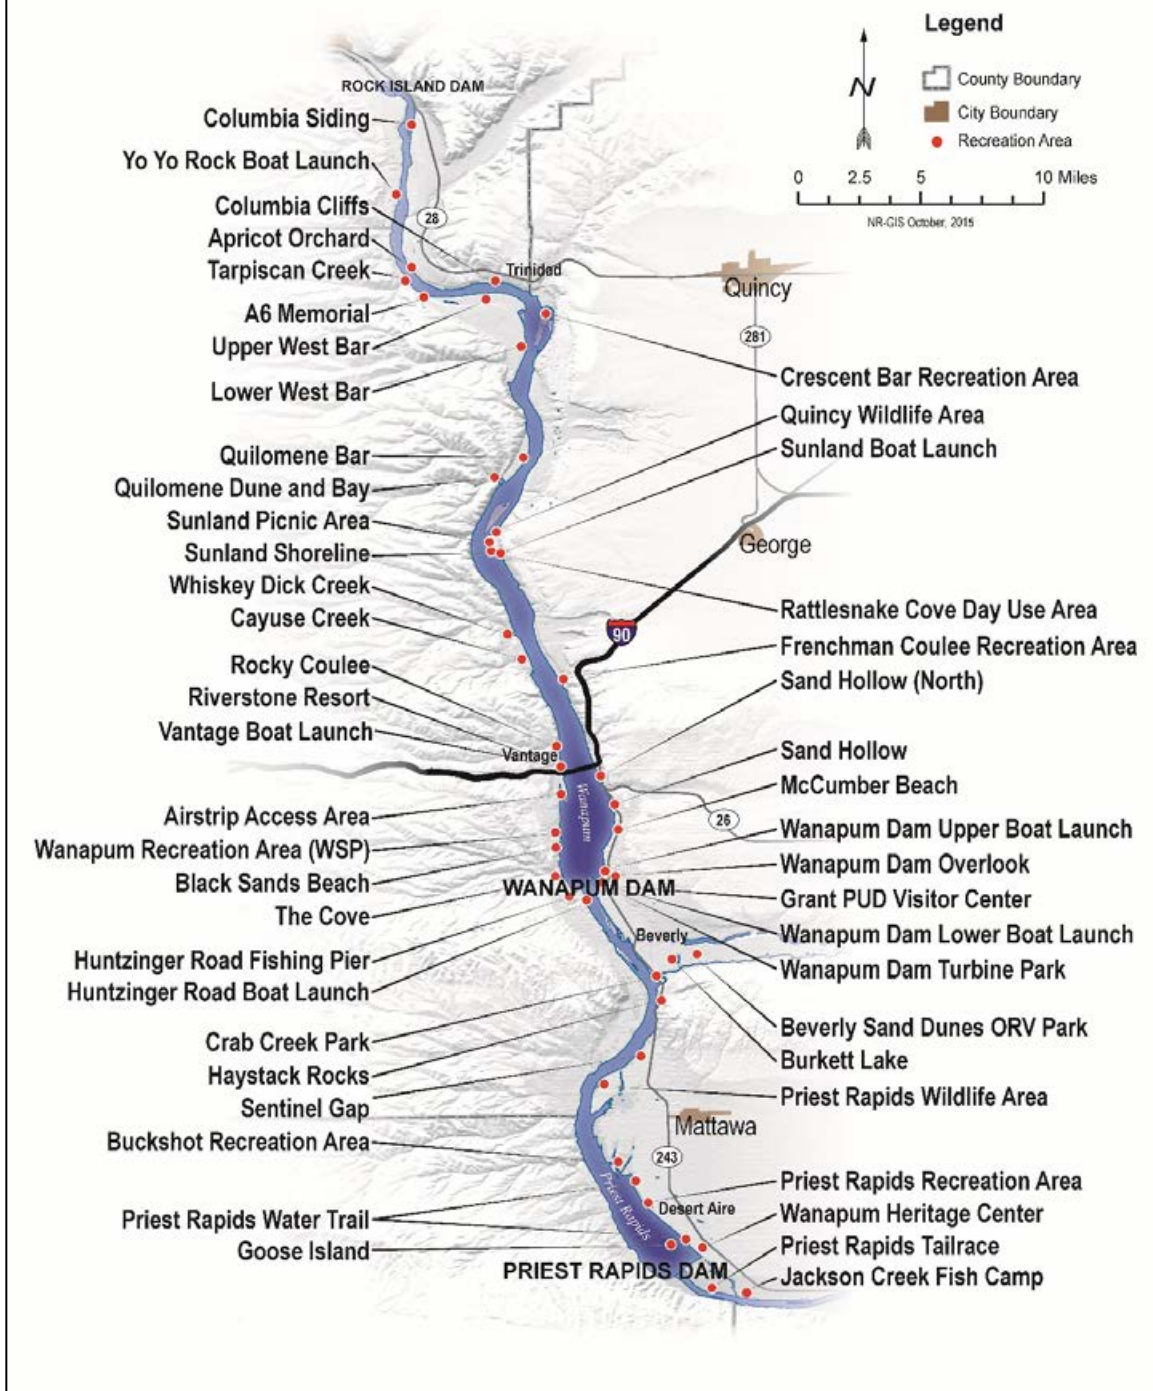 Legend
N
County Boundary
City Boundary
Recreation Area
0 2.5 5 10 Miles
NR-GIS October, 2015
ROCK ISLAND DAM
Columbia Siding
Yo Yo Rock Boat Launch
Columbia Cliffs
28
Apricot Orchard
Tarpiscan Creek
Trinidad
Quincy
A6 Memorial
Upper West Bar
281
Lower West Bar
Crescent Bar Recreation Area
Quincy Wildlife Area
Sunland Boat Launch
Quilomene Bar
Quilomene Dune and Bay
Sunland Picnic Area
Sunland Shoreline
George
Whiskey Dick Creek
Cayuse Creek
Rattlesnake Cove Day Use Area
90
Frenchman Coulee Recreation Area
Rocky Coulee
Sand Hollow (North)
Riverstone Resort
Vantage Boat Launch
Vantage
Sand Hollow
McCumber Beach
Wanapum
Airstrip Access Area
26
Wanapum Dam Upper Boat Launch
Wanapum Recreation Area (WSP)
Wanapum Dam Overlook
Black Sands Beach
WANAPUM DAM
Grant PUD Visitor Center
The Cove
Beverly
Wanapum Dam Lower Boat Launch
Huntzinger Road Fishing Pier
Wanapum Dam Turbine Park
Huntzinger Road Boat Launch
Beverly Sand Dunes ORV Park
Crab Creek Park
Burkett Lake
Haystack Rocks
Priest Rapids Wildlife Area
Sentinel Gap
Mattawa
Buckshot Recreation Area
243
Priest Rapids Recreation Area
Priest Rapids
Desert Aire
Wanapum Heritage Center
Priest Rapids Water Trail
Priest Rapids Tailrace
Goose Island
PRIEST RAPIDS DAM
Jackson Creek Fish Camp